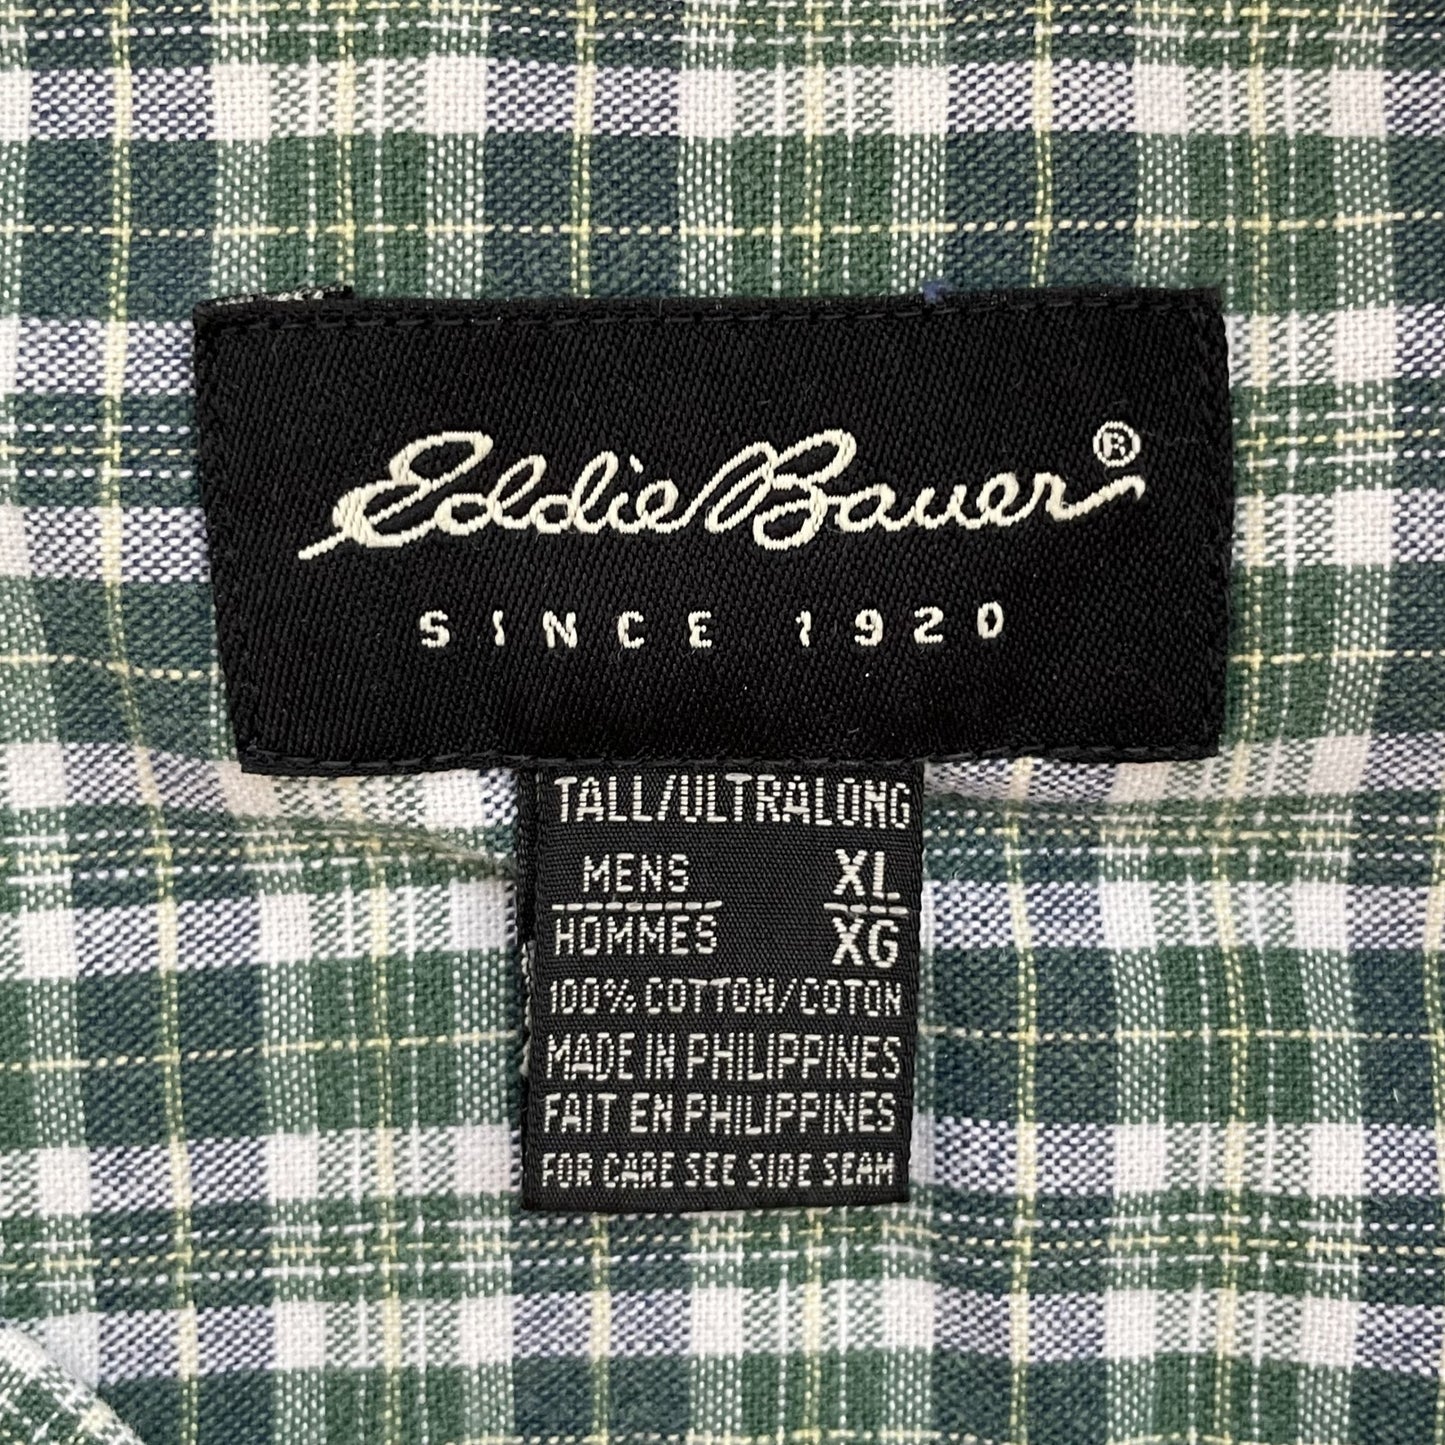 Eddie Bauer®
SINCE 1920
TALL/ULTRALONG
MENS XL
HOMMES XG
100% COTTON/COTON
MADE IN PHILIPPINES
FAIT EN PHILIPPINES
FOR CARE SEE SIDE SEAM